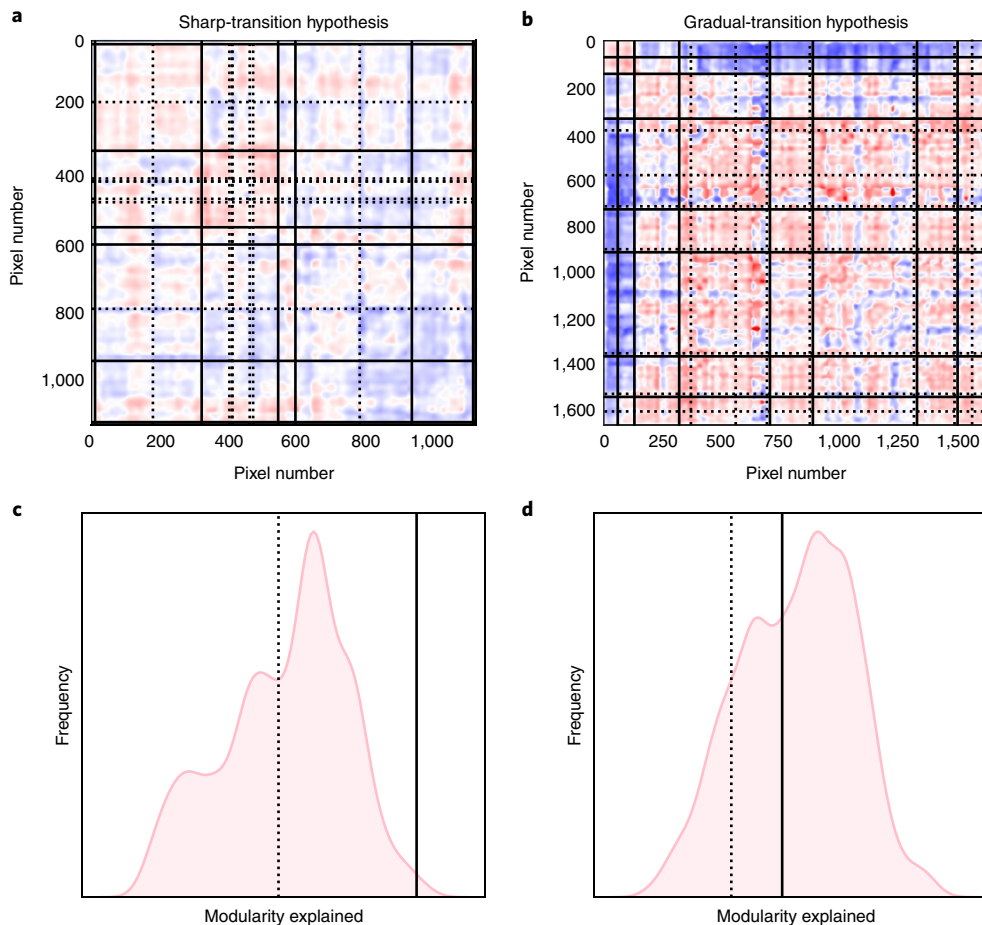 a
Sharp-transition hypothesis
0
200
400
600
800
1,000
Pixel number
0 200 400 600 800 1,000
Pixel number
b
Gradual-transition hypothesis
0
200
400
600
800
1,000
1,200
1,400
1,600
Pixel number
0 250 500 750 1,000 1,250 1,500
Pixel number
c
Frequency
Modularity explained
d
Frequency
Modularity explained